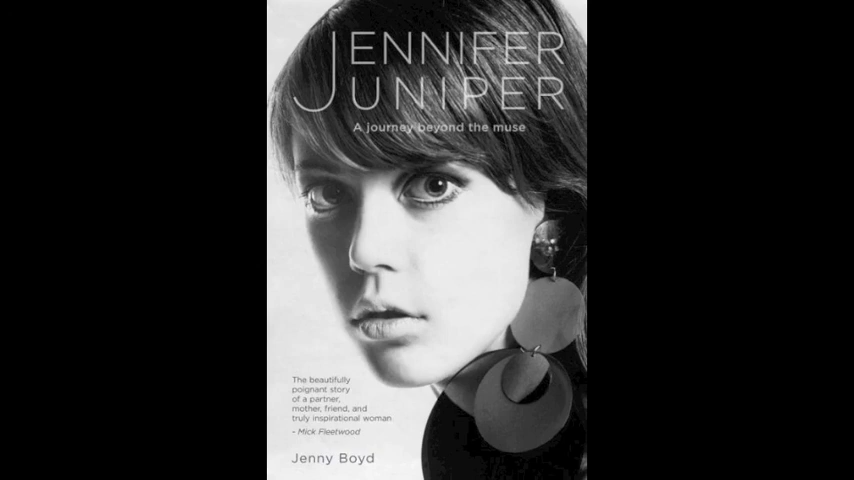 JENNIFER
JUNIPER
A journey beyond the muse
The beautifully
poignant story
of a partner,
mother, friend, and
truly inspirational woman
- Mick Fleetwood
Jenny Boyd